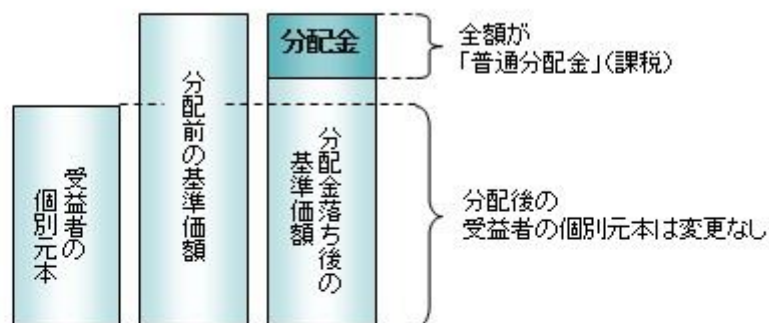 受益者の
個別元本
分配前の基準価額
分配金
分配金落ち後の
基準価額
全額が
「普通分配金」(課税)
分配後の
受益者の個別元本は変更なし